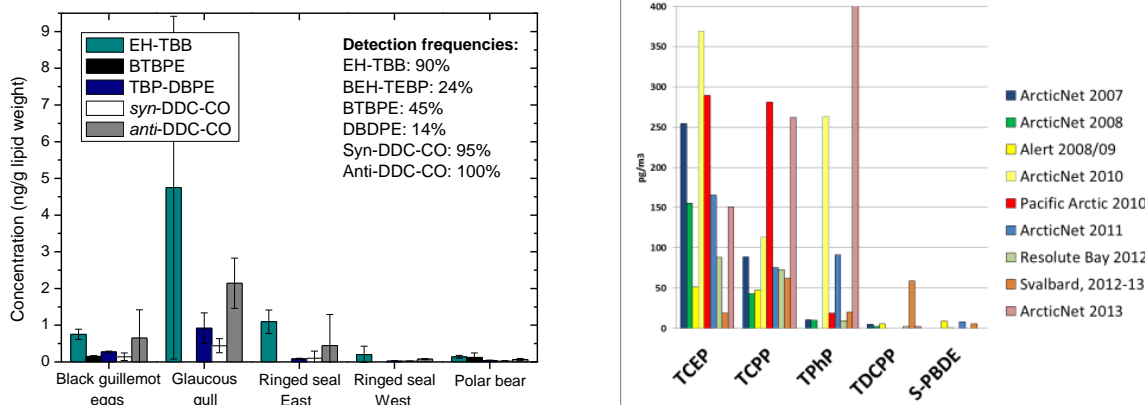 9
8
7
6
5
4
3
2
1
0
Concentration (ng/g lipid weight)
EH-TBB
BTBPE
TBP-DBPE
syn-DDC-CO
anti-DDC-CO
Detection frequencies:
EH-TBB: 90%
BEH-TEBP: 24%
BTBPE: 45%
DBDPE: 14%
Syn-DDC-CO: 95%
Anti-DDC-CO: 100%
Black guillemot
eggs
Glaucous
gull
Ringed seal
East
Ringed seal
West
Polar bear
400
350
300
250
200
150
100
50
0
pg/m3
TCEP
TCPP
TPhP
TDCPP
S-PBDE
ArcticNet 2007
ArcticNet 2008
Alert 2008/09
ArcticNet 2010
Pacific Arctic 2010
ArcticNet 2011
Resolute Bay 2012
Svalbard, 2012-13
ArcticNet 2013